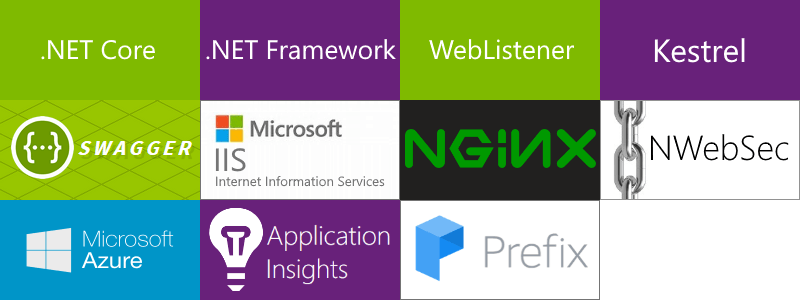 .NET Core
.NET Framework
WebListener
Kestrel
{···} SWAGGER
Microsoft
IIS
Internet Information Services
NGINX
NWebSec
Microsoft
Azure
Application
Insights
Prefix